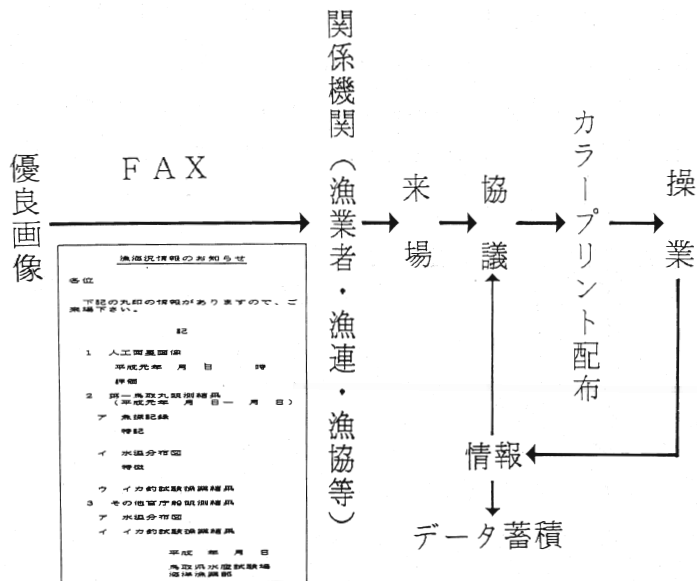 優良画像
FAX
関係機関（漁業者・漁連・漁協等）
来場
協議
カラープリント配布
操業
情報
データ蓄積
漁海況情報のお知らせ
各位
下記の丸印の情報がありますので、ご
来場下さい。
記
1 人工衛星画像
平成元年 月 日 時
評価
2 第一鳥取丸観測結果
（平成元年 月 日－ 月 日）
ア 魚探記録
特記
イ 水温分布図
特徴
ウ イカ釣試験操業結果
3 その他官庁船観測結果
ア 水温分布図
イ イカ釣試験操業結果
平成 年 月 日
鳥取県水産試験場
海洋漁業部